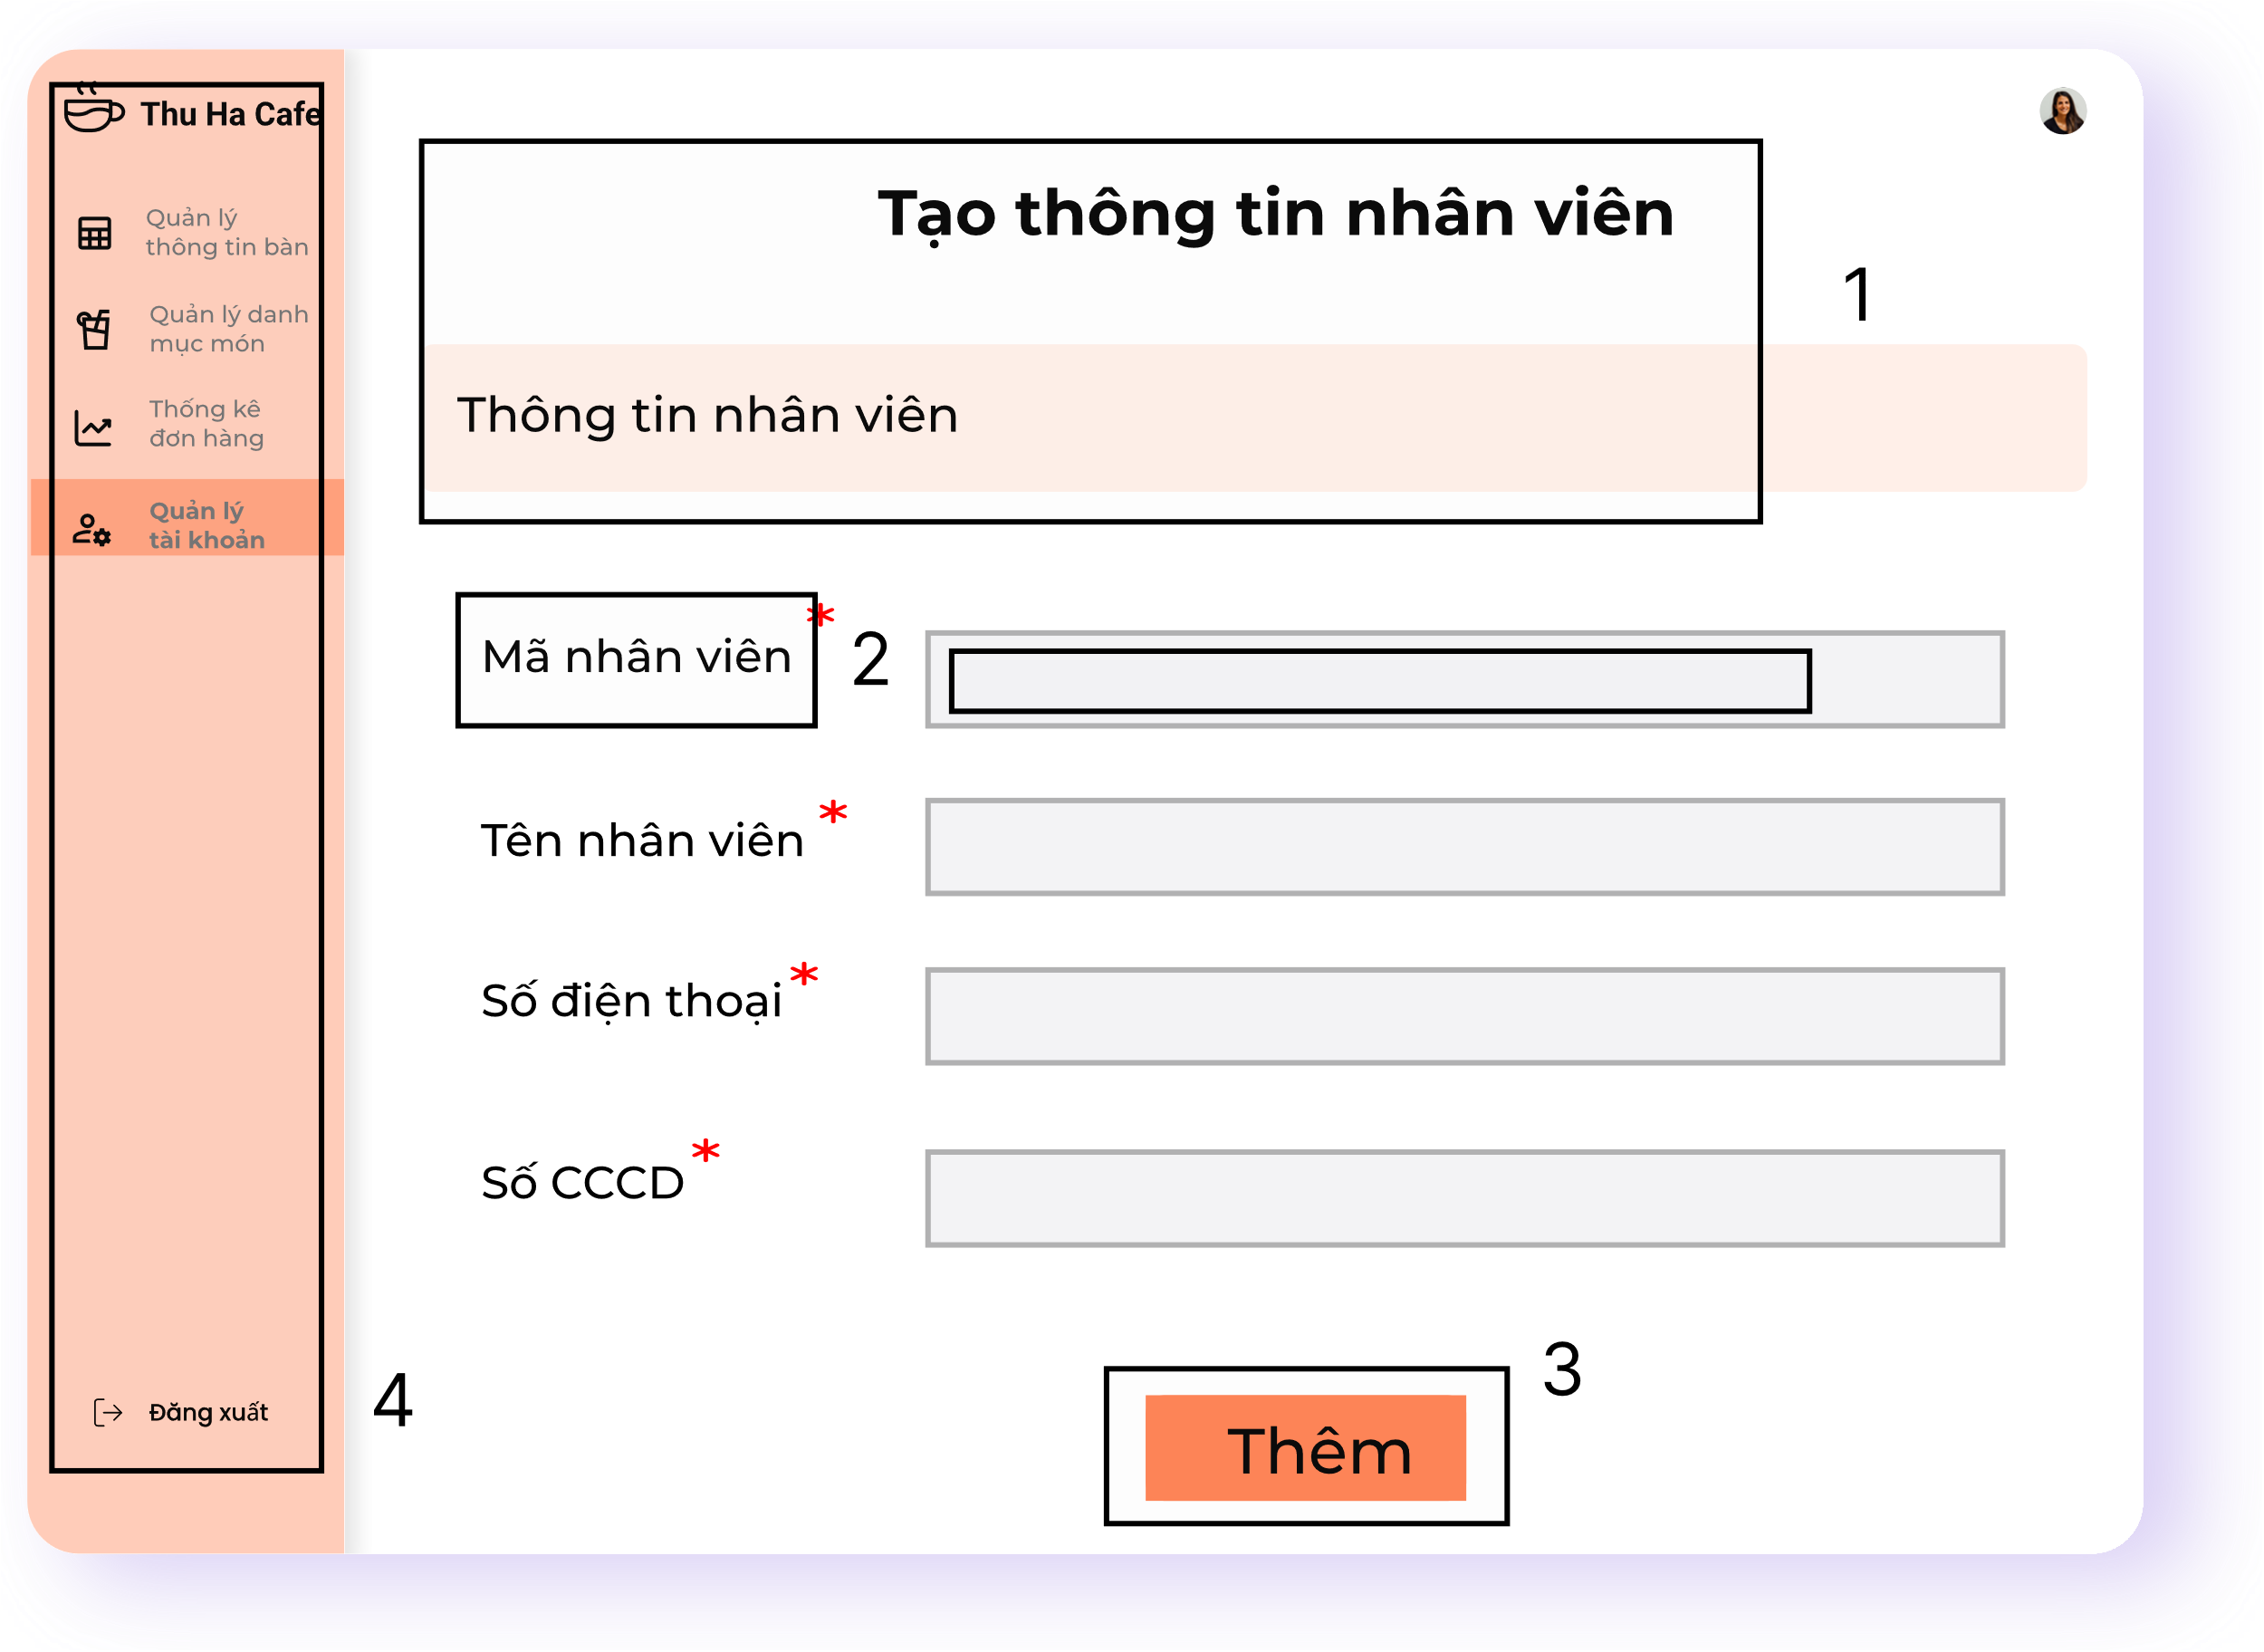 Thu Ha Cafe
Quản lý
thông tin bàn
Quản lý danh
mục món
Thống kê
đơn hàng
Quản lý
tài khoản
Đăng xuất
4
Tạo thông tin nhân viên
1
Thông tin nhân viên
Mã nhân viên *
2
Tên nhân viên *
Số điện thoại *
Số CCCD *
Thêm
3